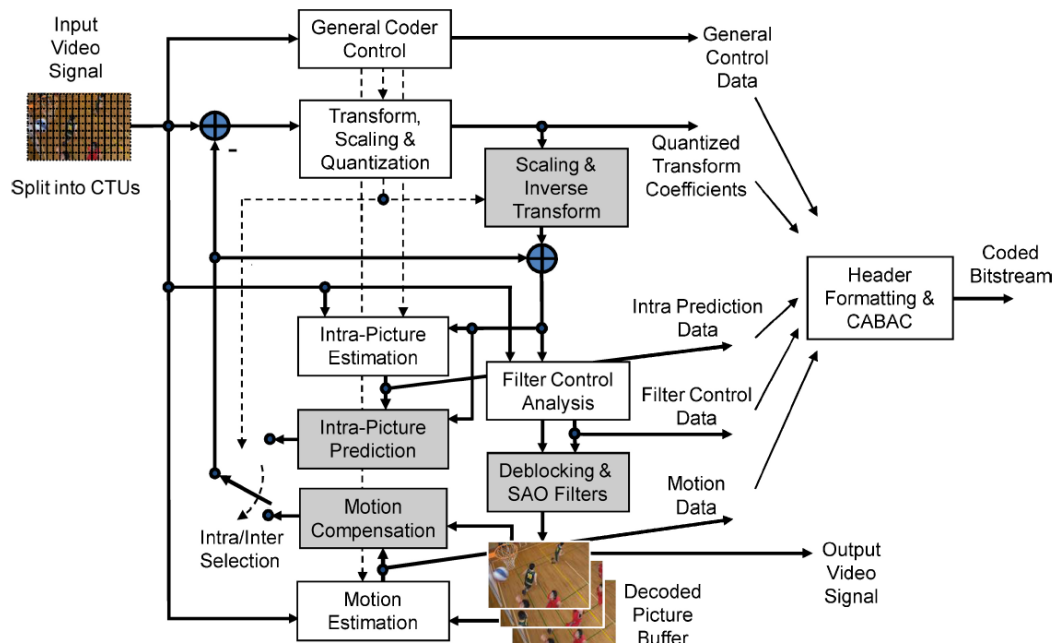 Input
Video
Signal
Split into CTUs
General Coder
Control
Transform,
Scaling &
Quantization
-
Scaling &
Inverse
Transform
General
Control
Data
Quantized
Transform
Coefficients
Header
Formatting &
CABAC
Coded
Bitstream
Intra-Picture
Estimation
Intra Prediction
Data
Filter Control
Analysis
Filter Control
Data
Intra-Picture
Prediction
Deblocking &
SAO Filters
Motion
Compensation
Motion
Data
Intra/Inter
Selection
Motion Estimation
Decoded
Picture
Buffer
Output
Video
Signal